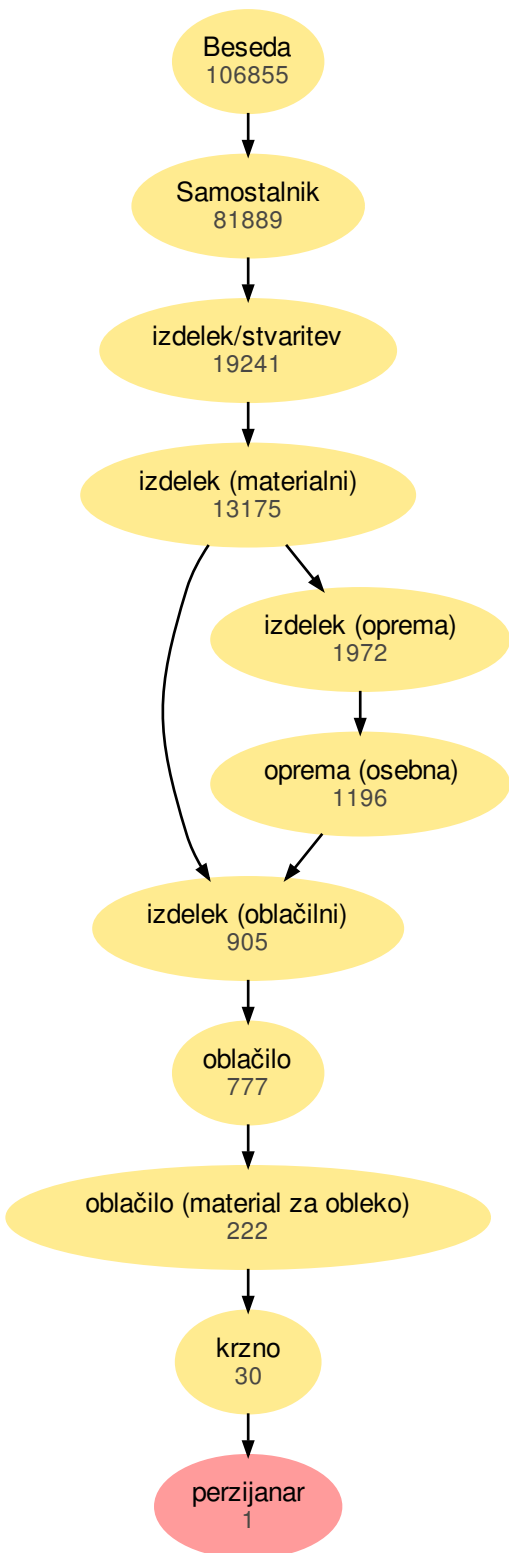 Beseda
106855
Samostalnik
81889
izdelek/stvaritev
19241
izdelek (materialni)
13175
izdelek (oprema)
1972
oprema (osebna)
1196
izdelek (oblačilni)
905
oblačilo
777
oblačilo (material za obleko)
222
krzno
30
perzijanar
1